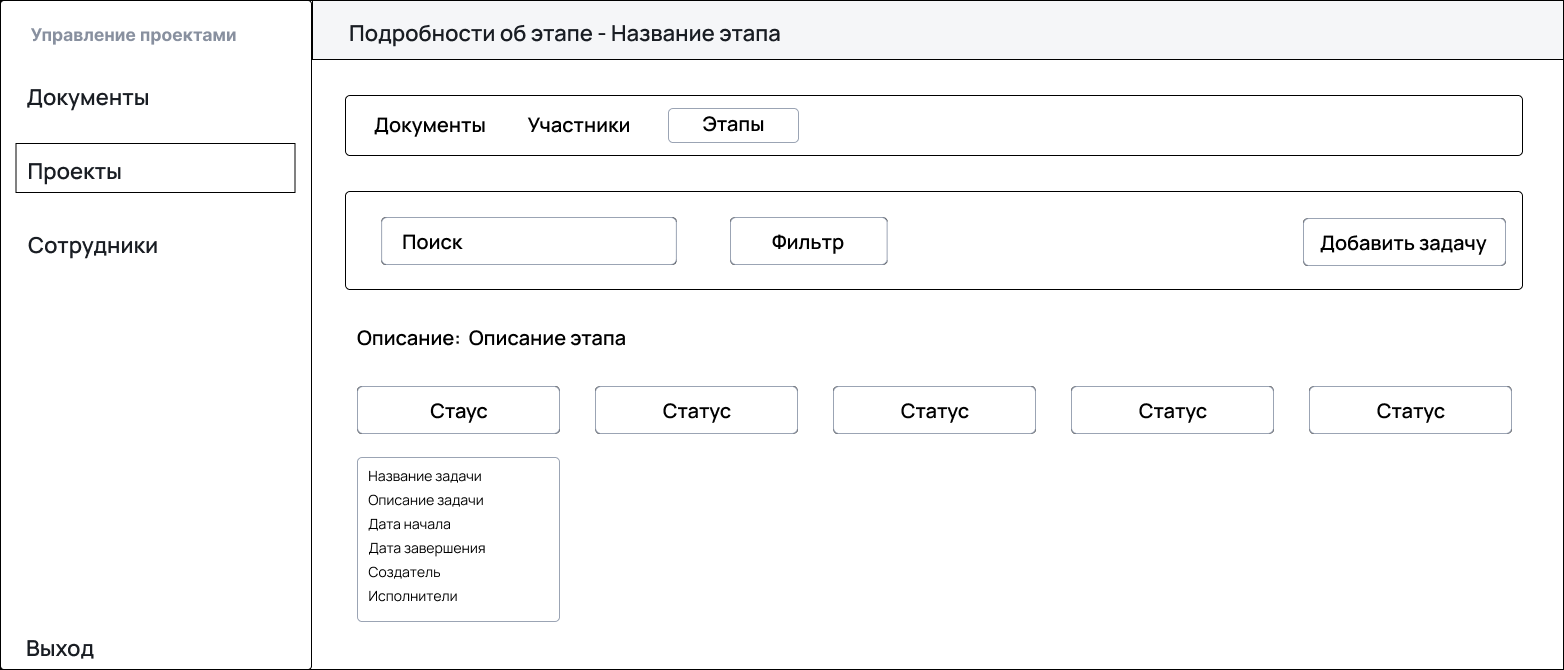 Управление проектами
Документы
Проекты
Сотрудники
Выход
Подробности об этапе - Название этапа
Документы Участники Этапы
Поиск Фильтр Добавить задачу
Описание: Описание этапа
Стаус Статус Статус Статус Статус
Название задачи
Описание задачи
Дата начала
Дата завершения
Создатель
Исполнители